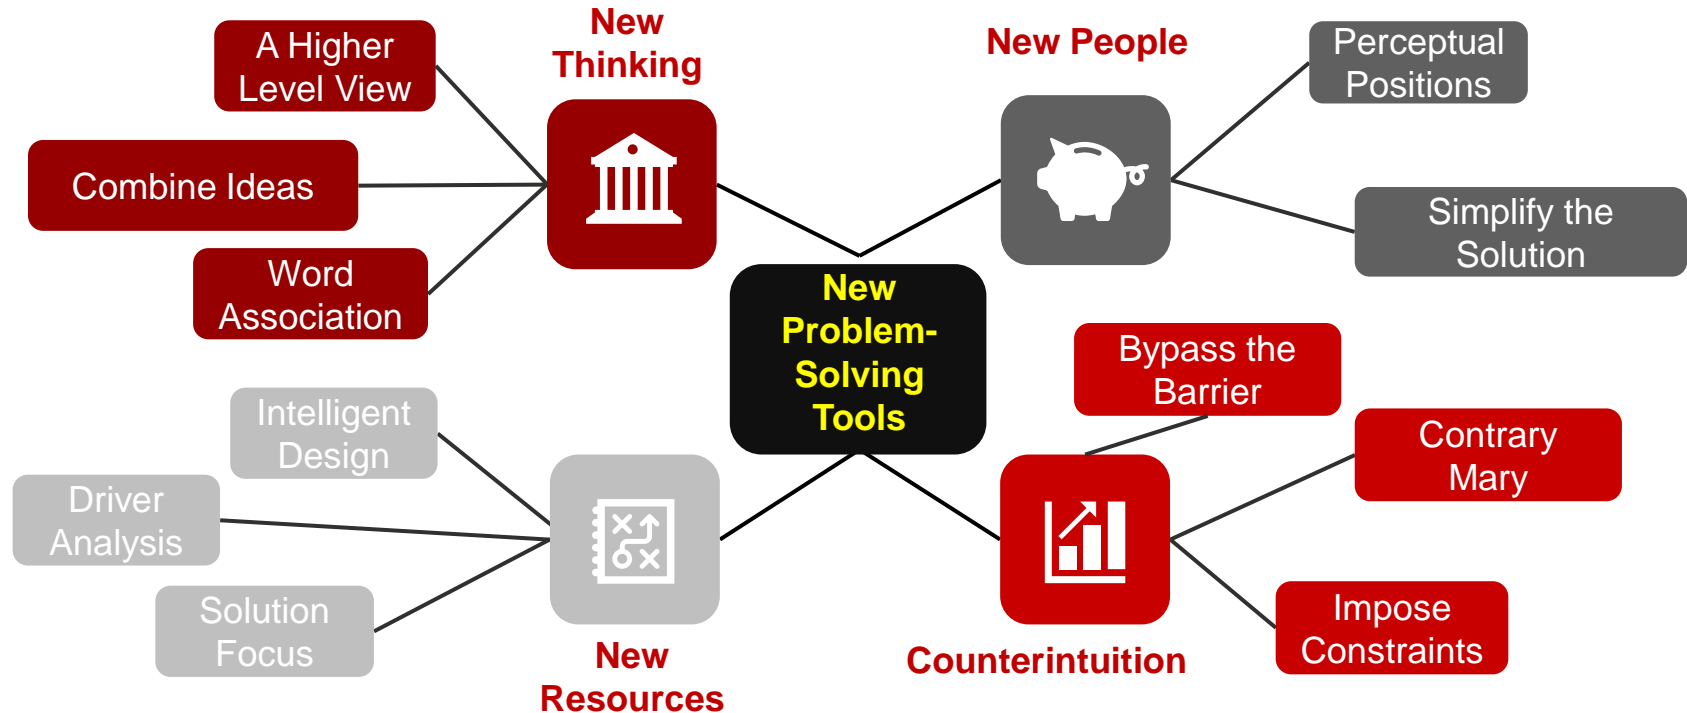 New
Thinking
A Higher
Level View
Combine Ideas
Word
Association
New People
Perceptual
Positions
Simplify the
Solution
New
Problem-
Solving
Tools
Intelligent
Design
Driver
Analysis
Solution
Focus
New
Resources
Bypass the
Barrier
Contrary
Mary
Impose
Constraints
Counterintuition